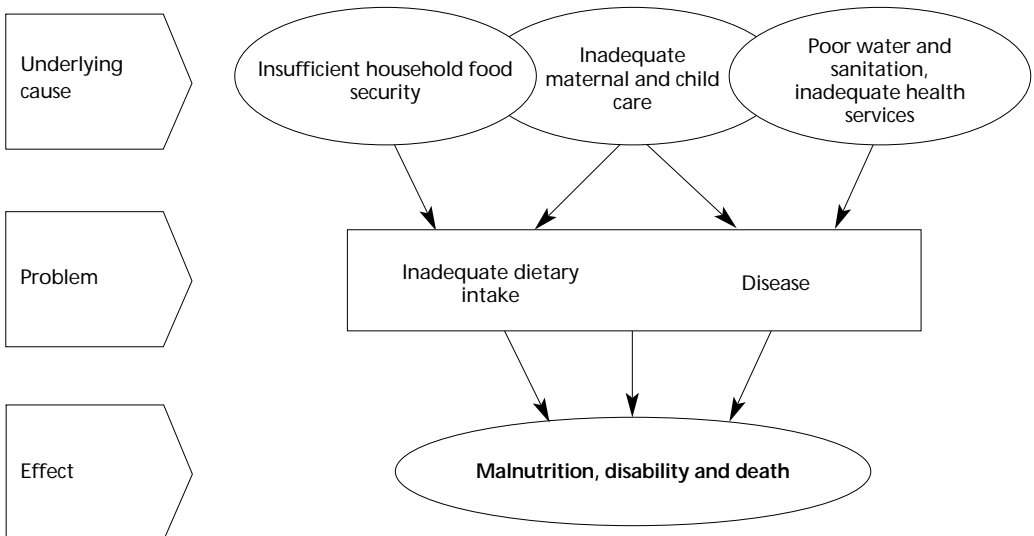 Underlying
cause
Insufficient household food
security
Inadequate
maternal and child
care
Poor water and
sanitation,
inadequate health
services
Problem
Inadequate dietary
intake
Disease
Effect
Malnutrition, disability and death